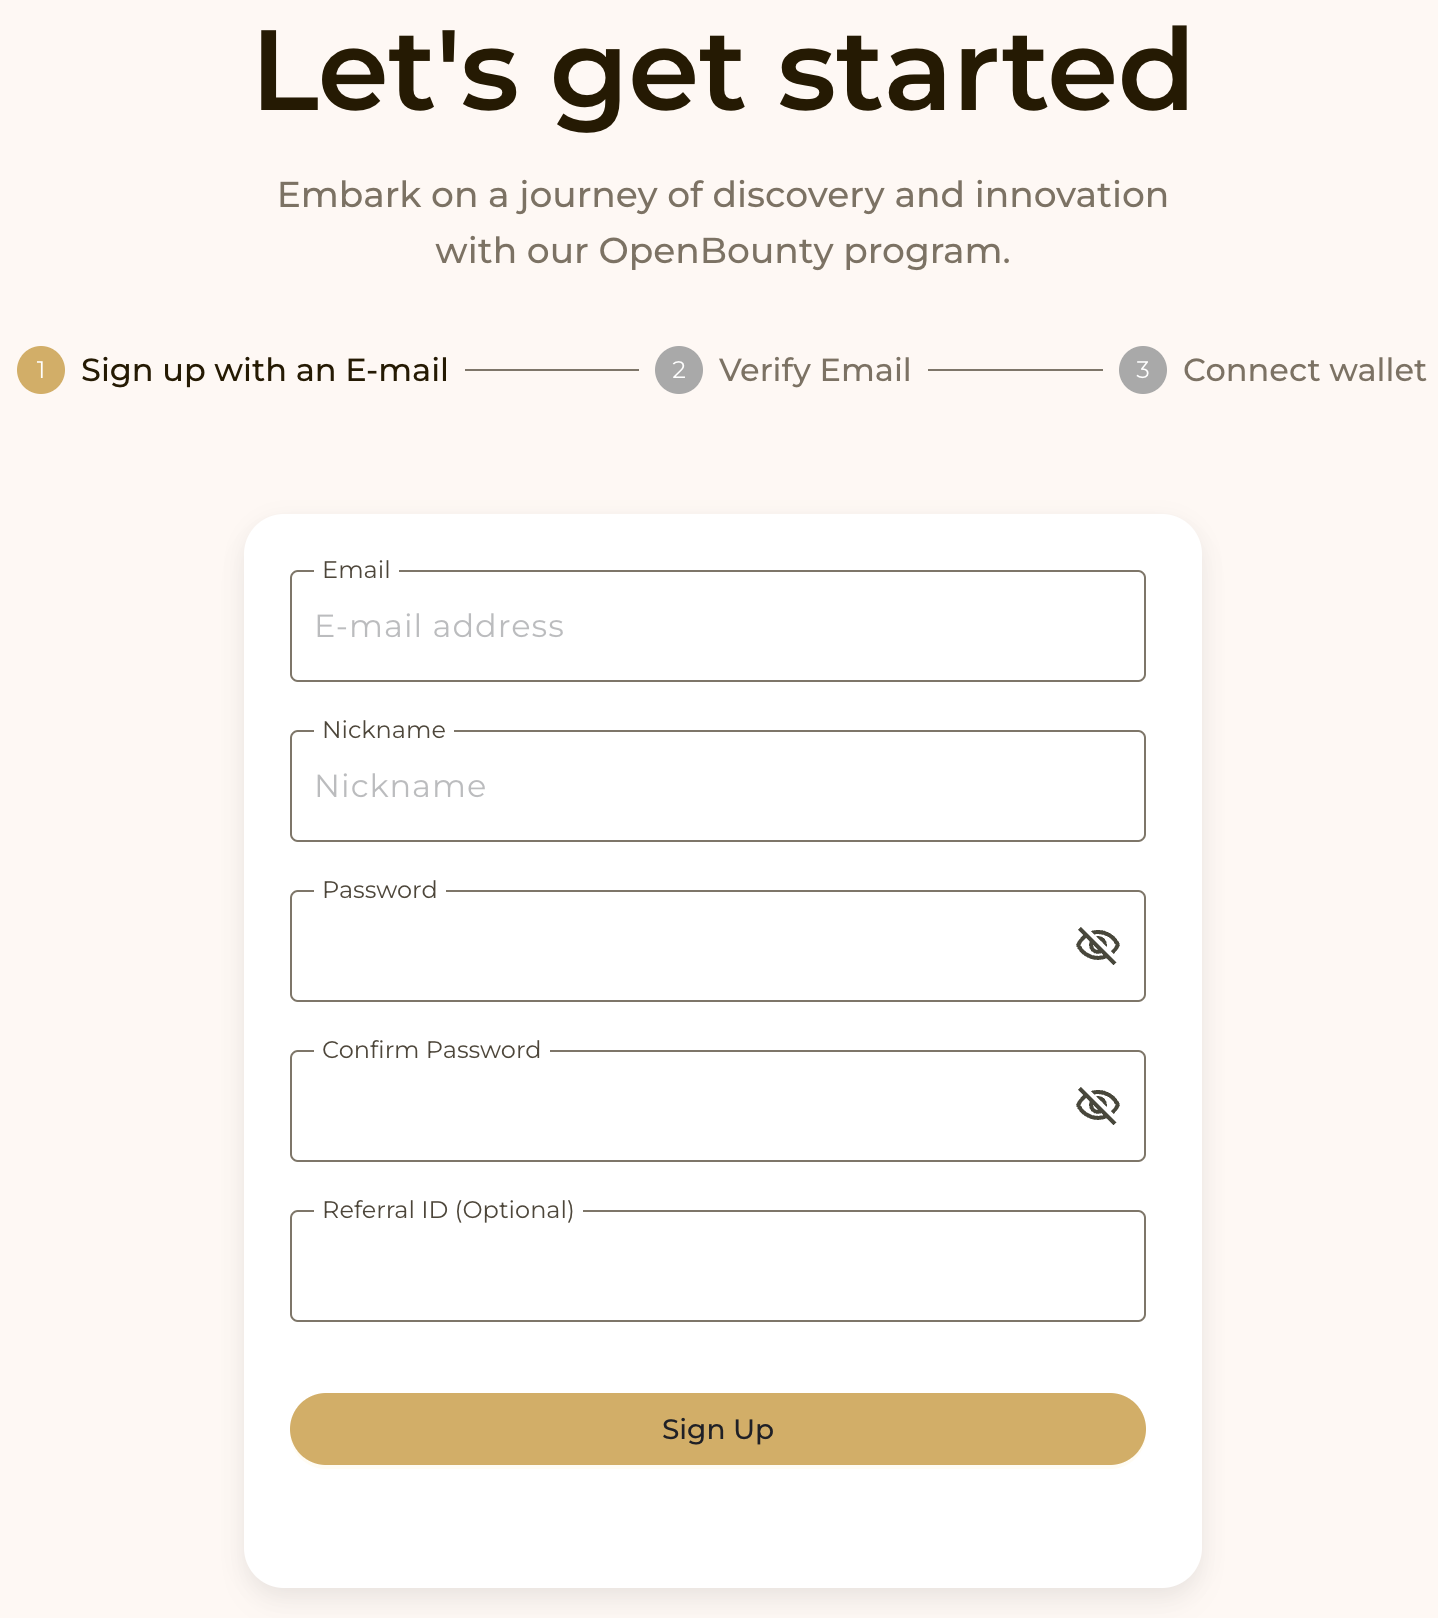 Let's get started
Embark on a journey of discovery and innovation
with our OpenBounty program.
1 Sign up with an E-mail 2 Verify Email 3 Connect wallet
Email
E-mail address
Nickname
Nickname
Password
Confirm Password
Referral ID (Optional)
Sign Up